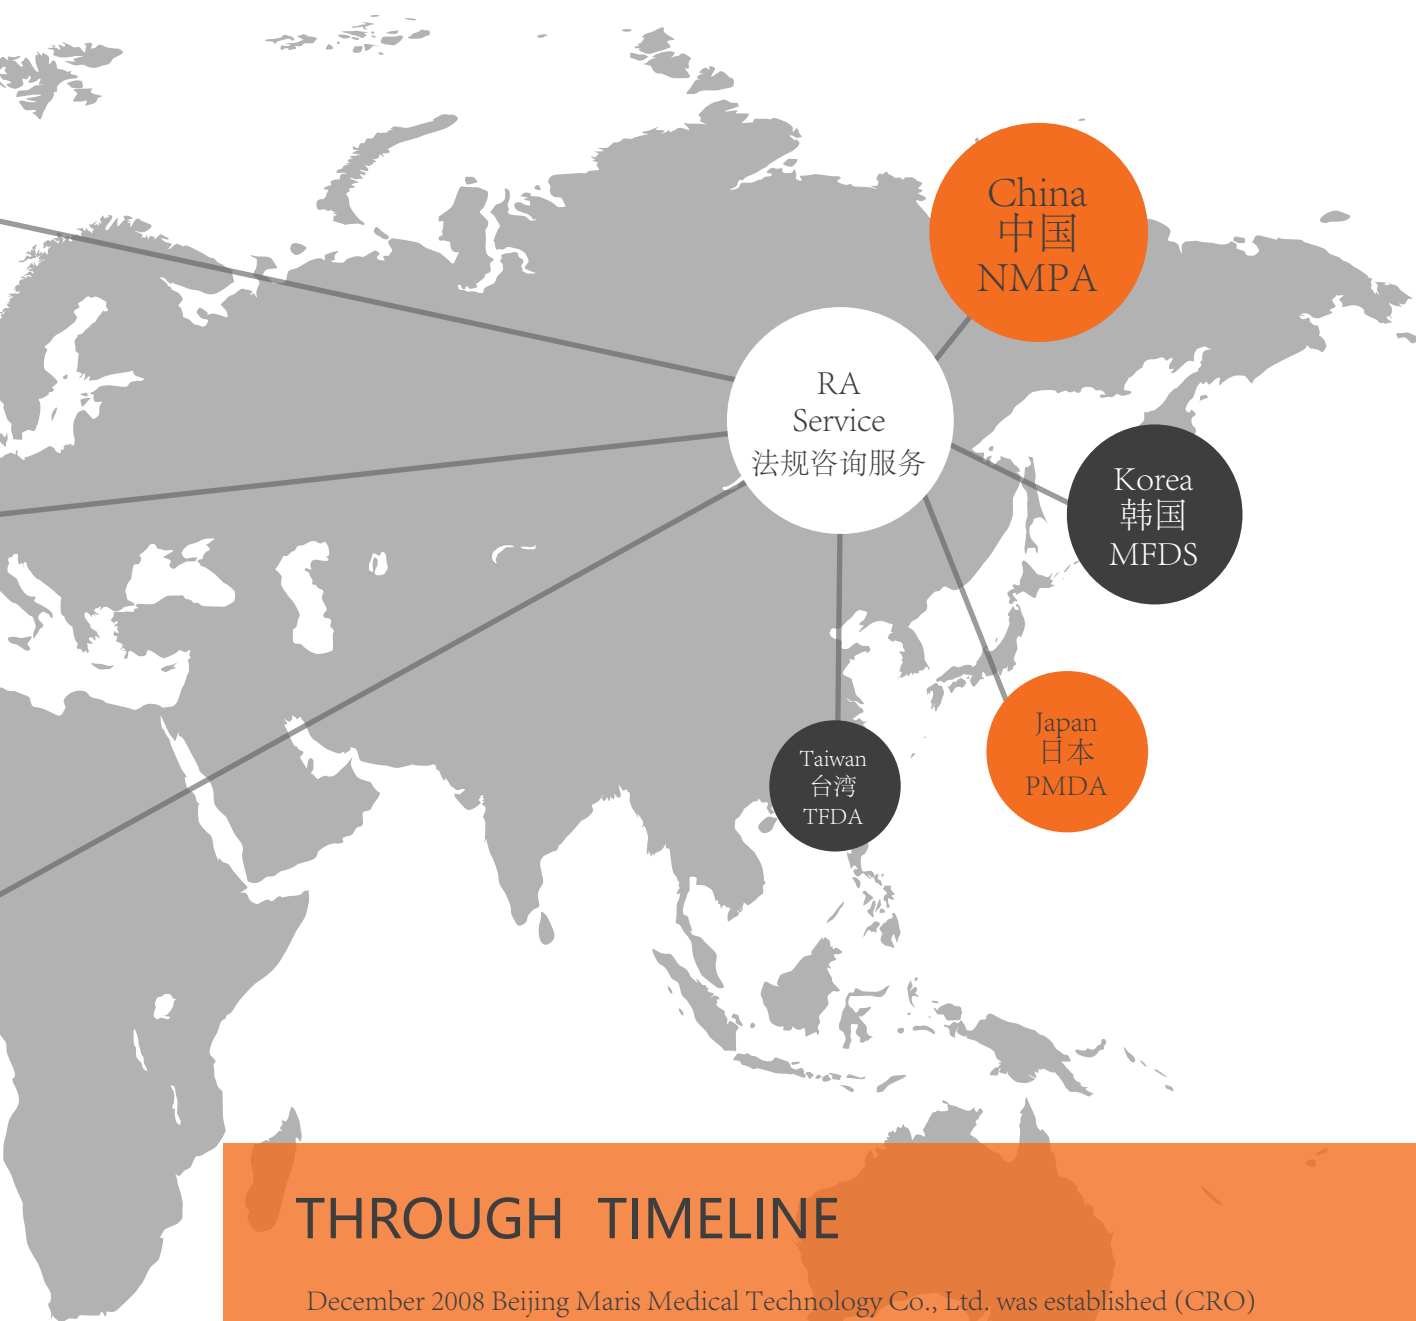 China
中国
NMPA
RA
Service
法规咨询服务
Korea
韩国
MFDS
Japan
日本
PMDA
Taiwan
台湾
TFDA
THROUGH TIMELINE
December 2008 Beijing Maris Medical Technology Co., Ltd. was established (CRO)